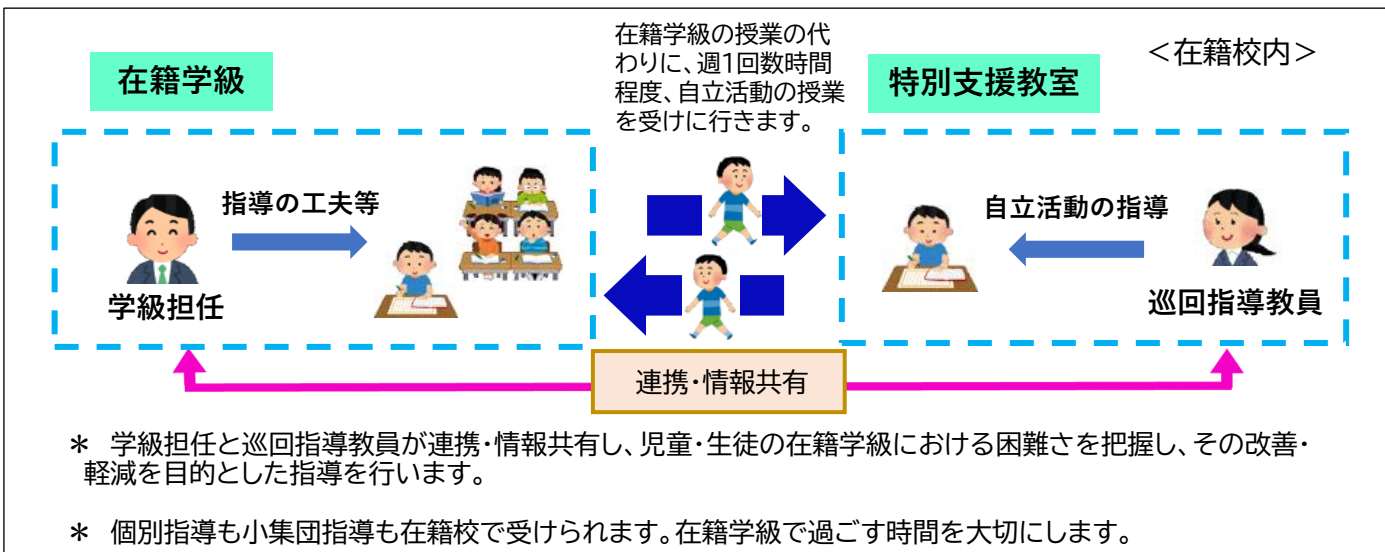 在籍学級の授業の代
わりに、週1回数時間
程度、自立活動の授業
を受けに行きます。
＜在籍校内＞
在籍学級
特別支援教室
指導の工夫等
自立活動の指導
学級担任
巡回指導教員
連携・情報共有
＊　学級担任と巡回指導教員が連携・情報共有し、児童・生徒の在籍学級における困難さを把握し、その改善・
軽減を目的とした指導を行います。
＊　個別指導も小集団指導も在籍校で受けられます。在籍学級で過ごす時間を大切にします。